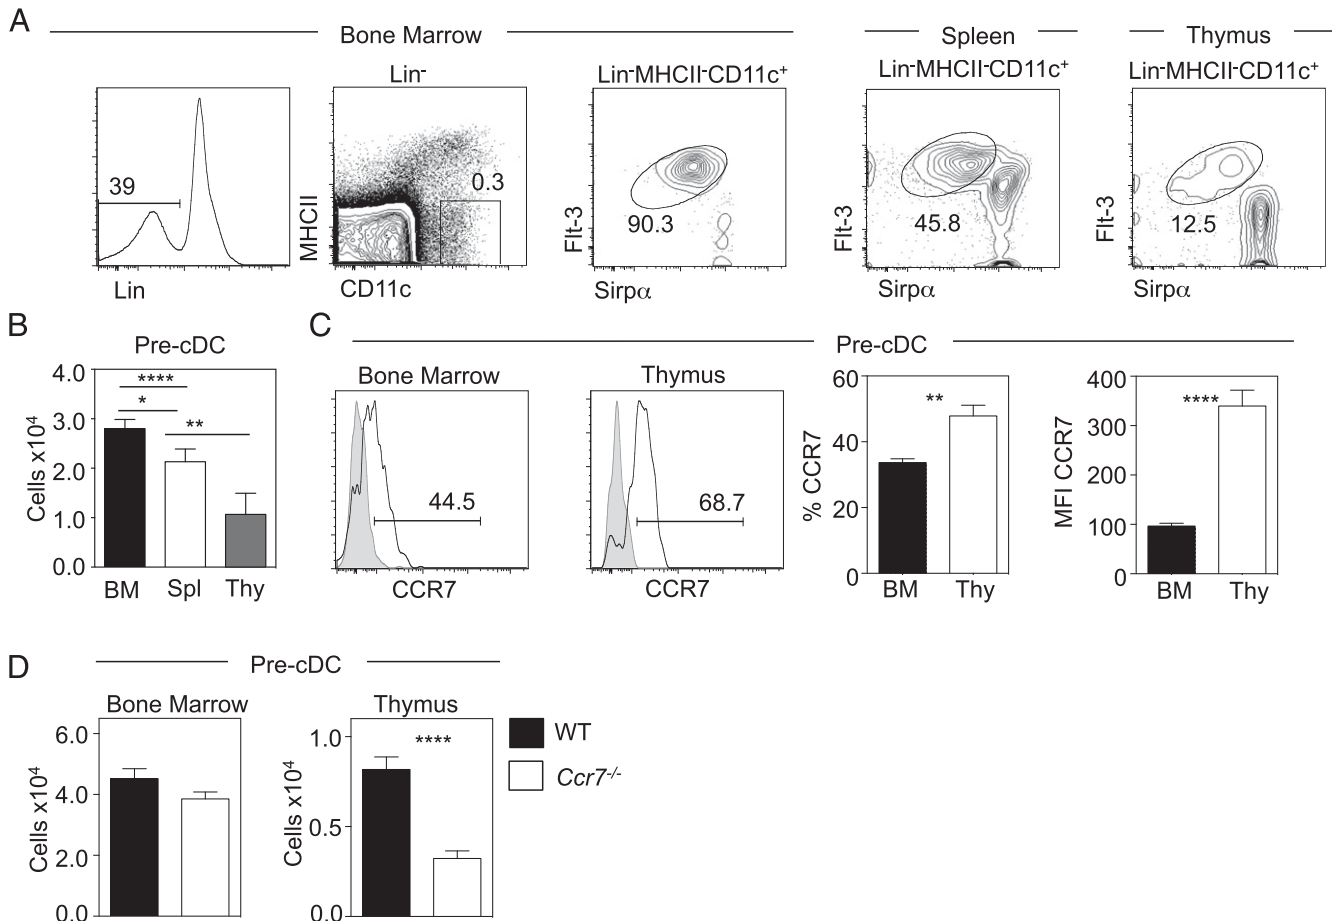 A
Bone Marrow
Spleen
Thymus
Lin⁻
Lin⁻MHCII⁻CD11c⁺
Lin⁻MHCII⁻CD11c⁺
Lin⁻MHCII⁻CD11c⁺
39
0.3
90.3
45.8
12.5
MHCII
Flt-3
Flt-3
Flt-3
Lin
CD11c
Sirpα
Sirpα
Sirpα
B
Pre-cDC
Cells x10⁴
4.0
3.0
2.0
1.0
0.0
****
*
**
BM Spl Thy
C
Pre-cDC
Bone Marrow
44.5
CCR7
Thymus
68.7
CCR7
% CCR7
60
40
20
0
**
BM Thy
MFI CCR7
400
300
200
100
0
****
BM Thy
D
Pre-cDC
Bone Marrow
Cells x10⁴
6.0
4.0
2.0
0.0
Thymus
Cells x10⁴
1.0
0.5
0.0
****
WT
Ccr7⁻/⁻